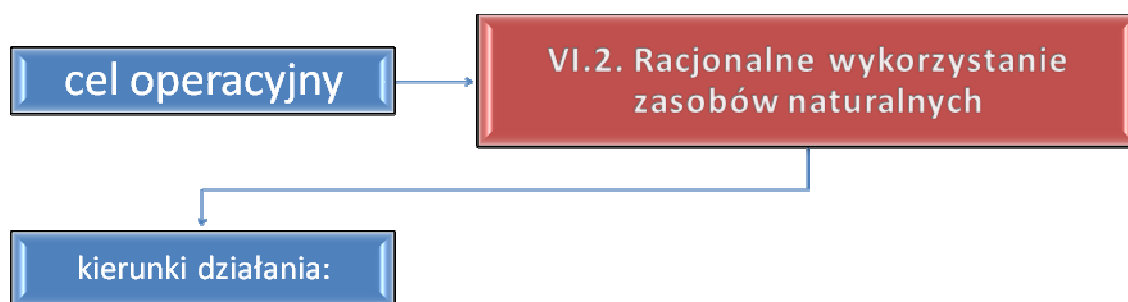 cel operacyjny
VI.2. Racjonalne wykorzystanie
zasobów naturalnych
kierunki działania: